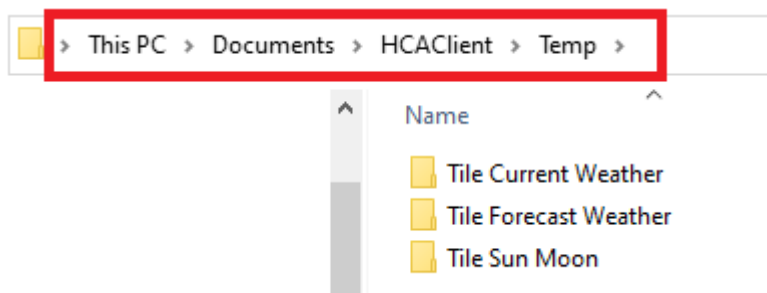 This PC > Documents > HCAClient > Temp >
Name
Tile Current Weather
Tile Forecast Weather
Tile Sun Moon